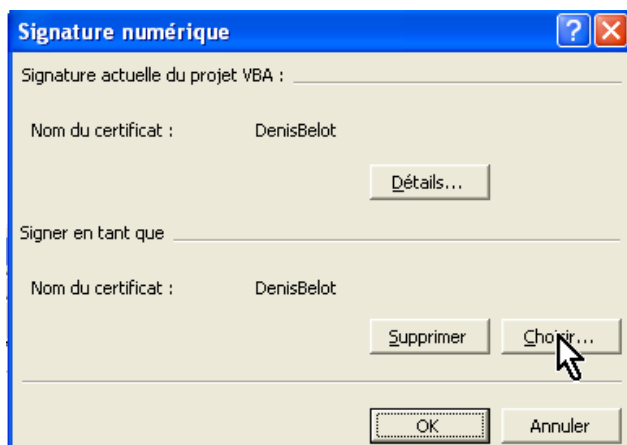 Signature numérique
Signature actuelle du projet VBA :
Nom du certificat : DenisBelot
Détails...
Signer en tant que
Nom du certificat : DenisBelot
Supprimer Choisir...
OK Annuler